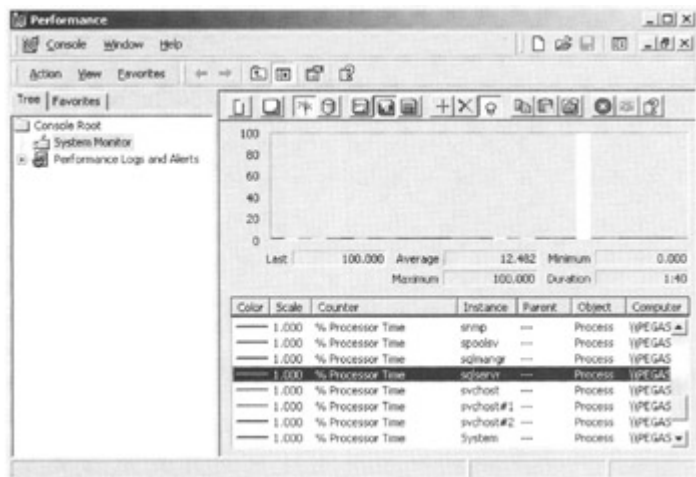 Performance
Console Window Help
Action View Favorites
Tree Favorites
Console Root
System Monitor
Performance Logs and Alerts
100
80
60
40
20
0
Last 100.000 Average 12.482 Minimum 0.000
Maximum 100.000 Duration 1:40
Color Scale Counter Instance Parent Object Computer
1.000 % Processor Time snmp --- Process \\PEGAS
1.000 % Processor Time spoolsv --- Process \\PEGAS
1.000 % Processor Time sqlmangr --- Process \\PEGAS
1.000 % Processor Time sqlservr --- Process \\PEGAS
1.000 % Processor Time svchost --- Process \\PEGAS
1.000 % Processor Time svchost#1 --- Process \\PEGAS
1.000 % Processor Time svchost#2 --- Process \\PEGAS
1.000 % Processor Time System --- Process \\PEGAS